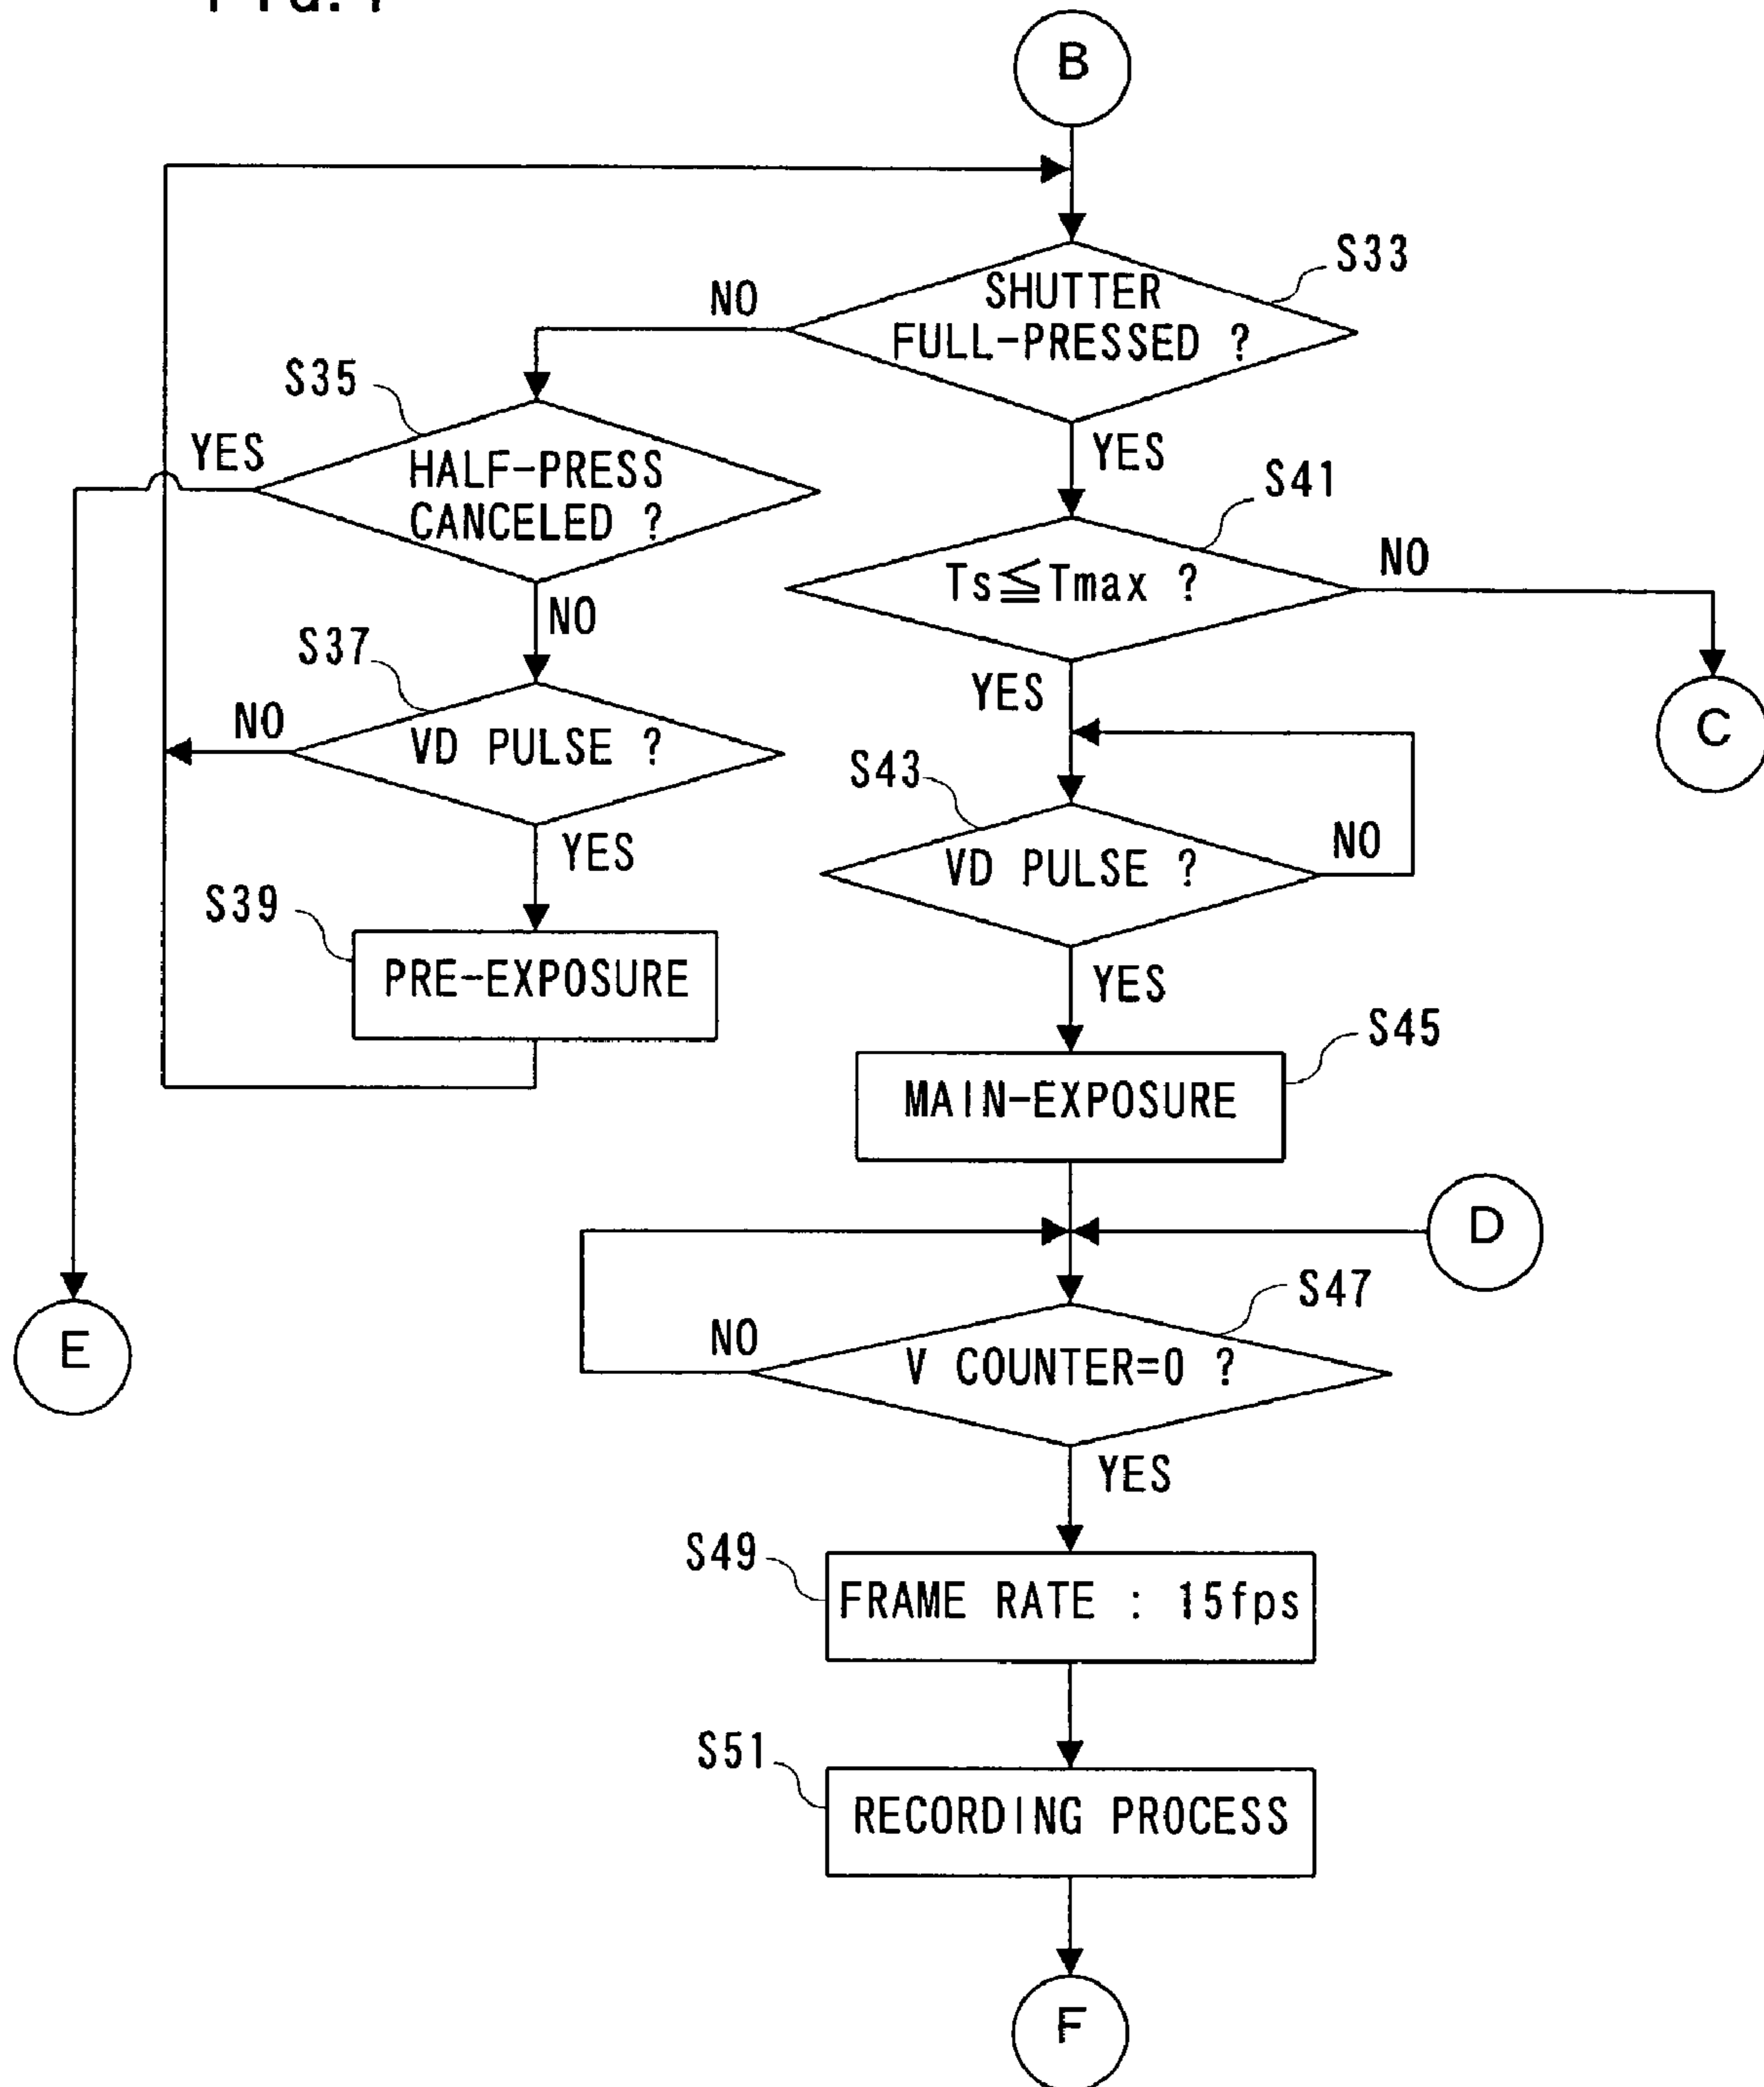 B
S33
SHUTTER
FULL-PRESSED ?
NO
YES
S35
HALF-PRESS
CANCELED ?
YES
NO
S41
Ts≦Tmax ?
NO
YES
C
S37
VD PULSE ?
NO
YES
S43
VD PULSE ?
NO
YES
S39
PRE-EXPOSURE
S45
MAIN-EXPOSURE
D
E
S47
V COUNTER=0 ?
NO
YES
S49
FRAME RATE : 15fps
S51
RECORDING PROCESS
F